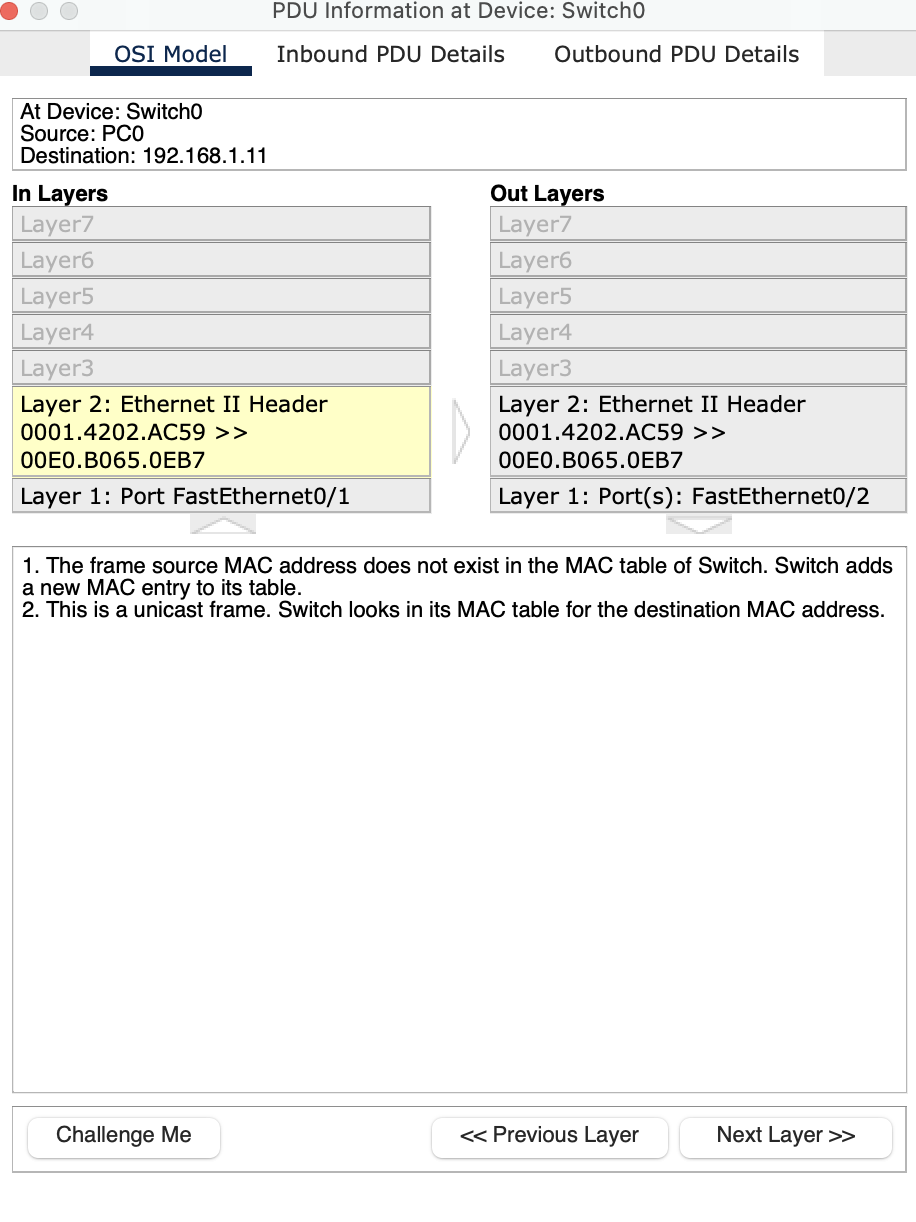 PDU Information at Device: Switch0
OSI Model
Inbound PDU Details
Outbound PDU Details
At Device: Switch0
Source: PC0
Destination: 192.168.1.11
In Layers
Layer7
Layer6
Layer5
Layer4
Layer3
Layer 2: Ethernet II Header
0001.4202.AC59 >>
00E0.B065.0EB7
Layer 1: Port FastEthernet0/1
Out Layers
Layer7
Layer6
Layer5
Layer4
Layer3
Layer 2: Ethernet II Header
0001.4202.AC59 >>
00E0.B065.0EB7
Layer 1: Port(s): FastEthernet0/2
1. The frame source MAC address does not exist in the MAC table of Switch. Switch adds
a new MAC entry to its table.
2. This is a unicast frame. Switch looks in its MAC table for the destination MAC address.
Challenge Me
<< Previous Layer
Next Layer >>